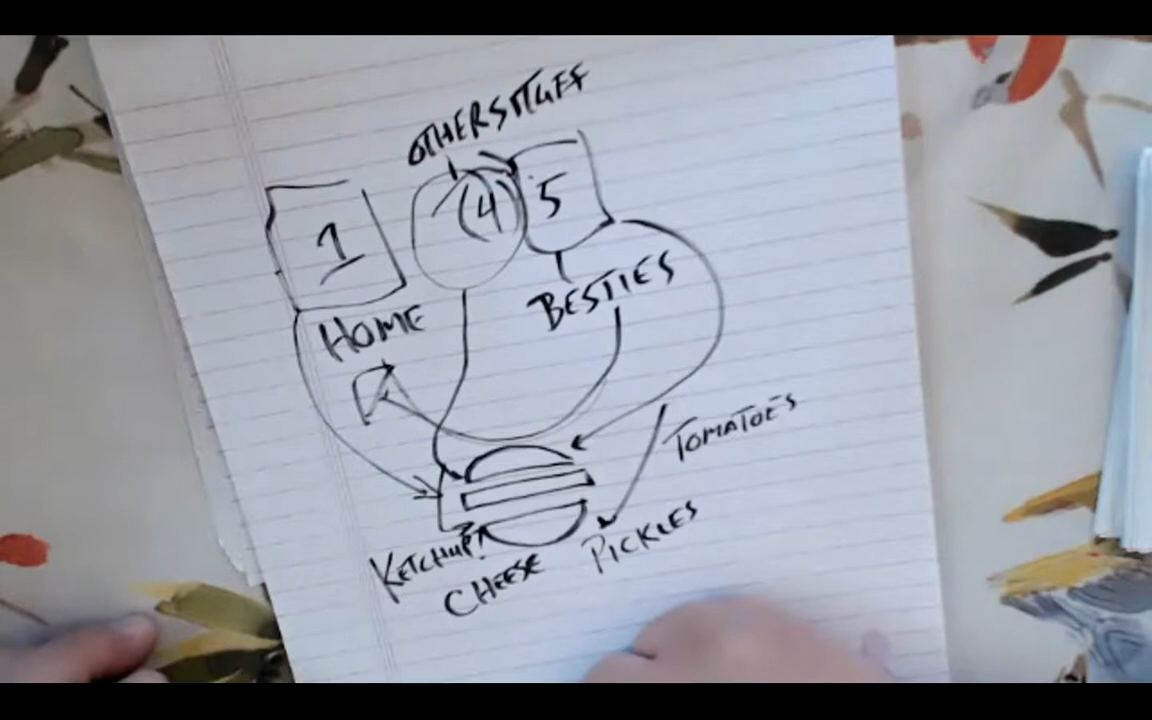 OTHERSTUFF
1
(4)
5
HOME
BESTIES
TOMATOES
KETCHUP?
CHEESE
PICKLES